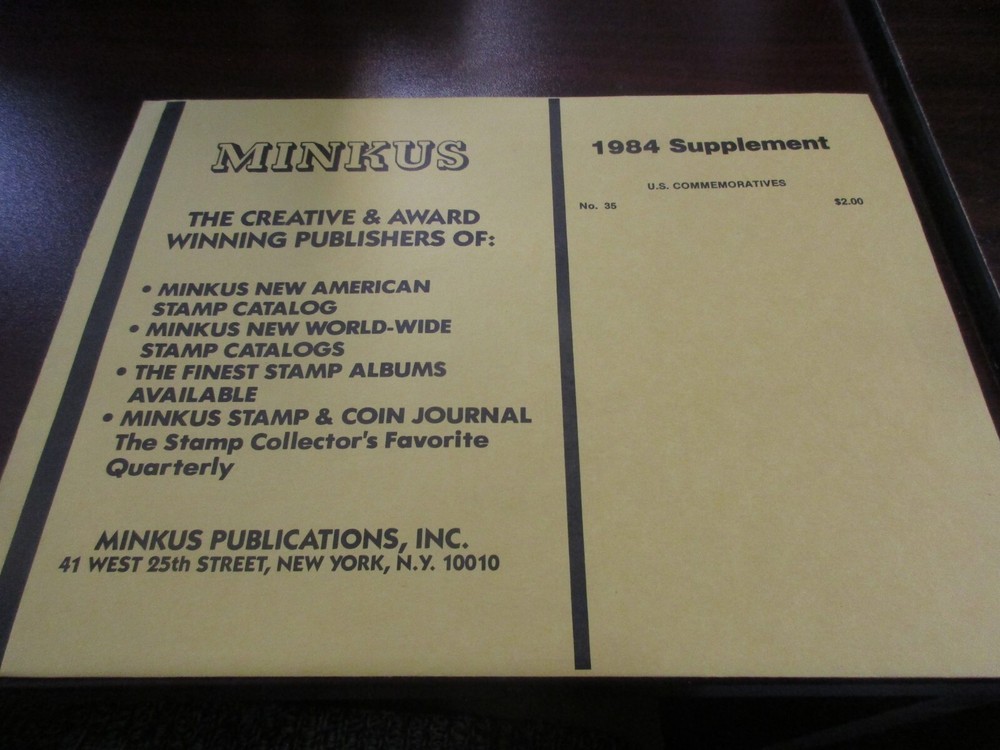 MINKUS
THE CREATIVE & AWARD
WINNING PUBLISHERS OF:
• MINKUS NEW AMERICAN
STAMP CATALOG
• MINKUS NEW WORLD-WIDE
STAMP CATALOGS
• THE FINEST STAMP ALBUMS
AVAILABLE
• MINKUS STAMP & COIN JOURNAL
The Stamp Collector's Favorite
Quarterly
MINKUS PUBLICATIONS, INC.
41 WEST 25th STREET, NEW YORK, N.Y. 10010
1984 Supplement
U.S. COMMEMORATIVES
No. 35 $2.00